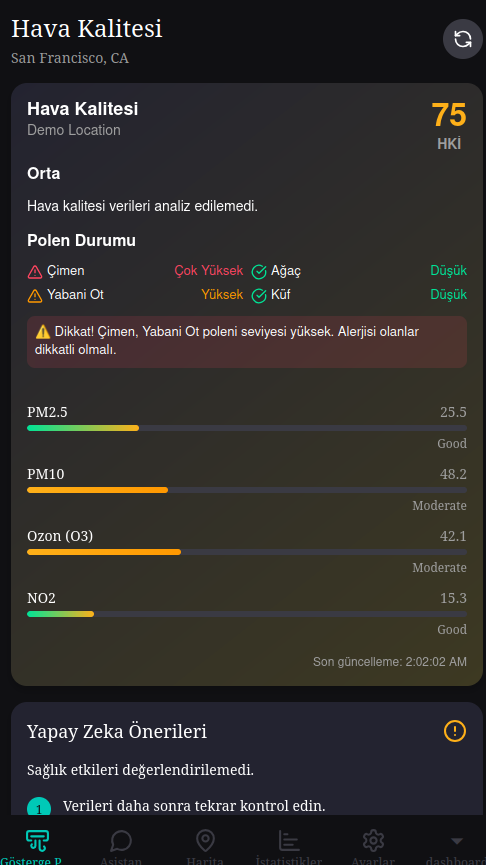 Hava Kalitesi
San Francisco, CA
Hava Kalitesi
75
Demo Location
HKİ
Orta
Hava kalitesi verileri analiz edilemedi.
Polen Durumu
Çimen Çok Yüksek Ağaç Düşük
Yabani Ot Yüksek Küf Düşük
⚠️ Dikkat! Çimen, Yabani Ot poleni seviyesi yüksek. Alerjisi olanlar
dikkatli olmalı.
PM2.5 25.5
Good
PM10 48.2
Moderate
Ozon (O3) 42.1
Moderate
NO2 15.3
Good
Son güncelleme: 2:02:02 AM
Yapay Zeka Önerileri
Sağlık etkileri değerlendirilemedi.
1 Verileri daha sonra tekrar kontrol edin.
Gösterge P Asistan Harita İstatistikler Ayarlar dashboard